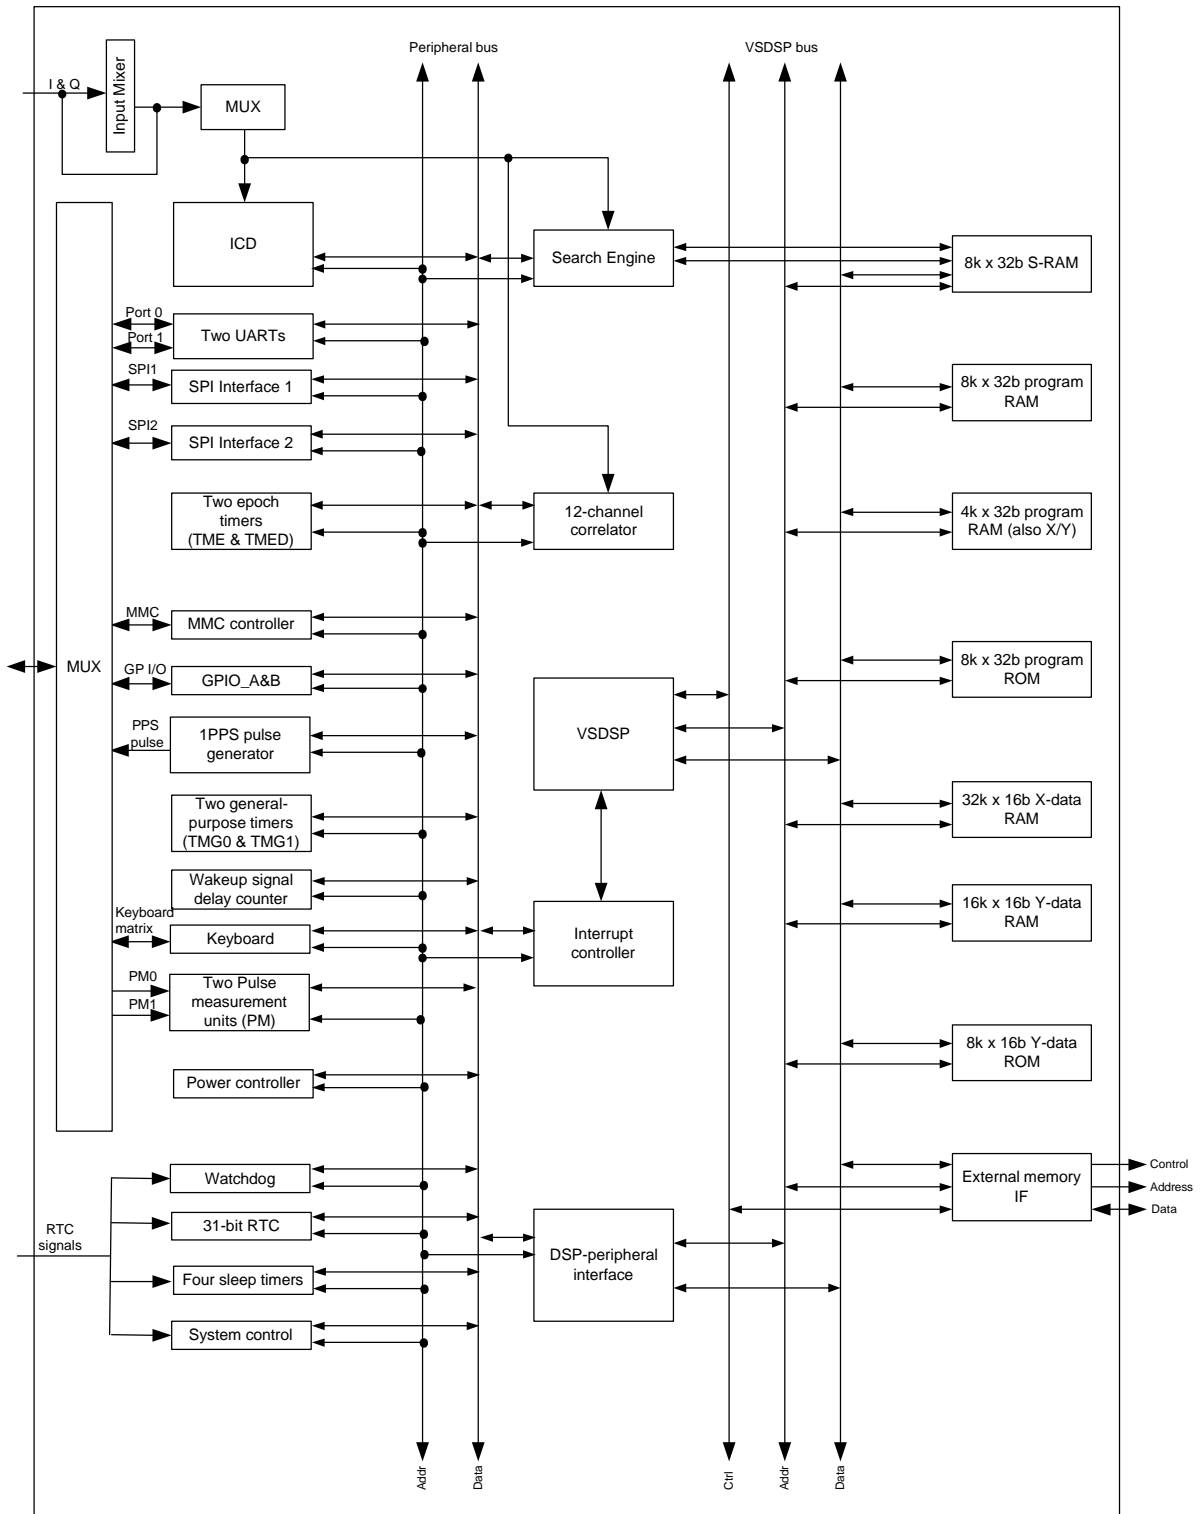 Peripheral bus
VSDSP bus
I & Q
Input Mixer
MUX
ICD
Search Engine
8k x 32b S-RAM
Port 0
Port 1
Two UARTs
SPI1
SPI Interface 1
8k x 32b program
RAM
SPI2
SPI Interface 2
Two epoch
timers
(TME & TMED)
12-channel
correlator
4k x 32b program
RAM (also X/Y)
MMC
MMC controller
MUX
GP I/O
GPIO_A&B
8k x 32b program
ROM
VSDSP
PPS
pulse
1PPS pulse
generator
Two general-
purpose timers
(TMG0 & TMG1)
32k x 16b X-data
RAM
Wakeup signal
delay counter
16k x 16b Y-data
RAM
Keyboard
matrix
Keyboard
Interrupt
controller
PM0
PM1
Two Pulse
measurement
units (PM)
8k x 16b Y-data
ROM
Power controller
Watchdog
External memory
IF
Control
Address
Data
RTC
signals
31-bit RTC
DSP-peripheral
interface
Four sleep timers
System control
Addr
Data
Ctrl
Addr
Data